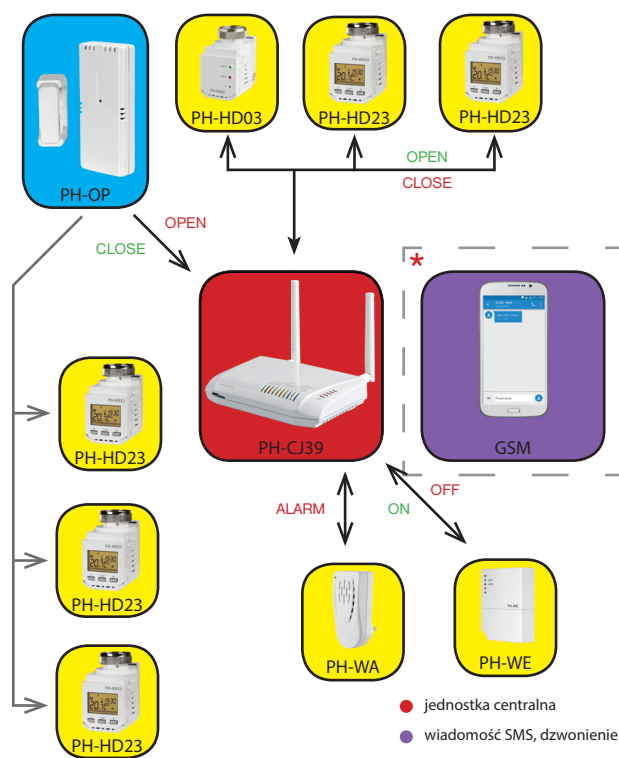 PH-OP
PH-HD03
PH-HD23
PH-HD23
OPEN
CLOSE
OPEN
CLOSE
*
PH-CJ39
GSM
PH-HD23
PH-HD23
PH-HD23
ALARM
ON
OFF
PH-WA
PH-WE
jednostka centralna
wiadomość SMS, dzwonienie